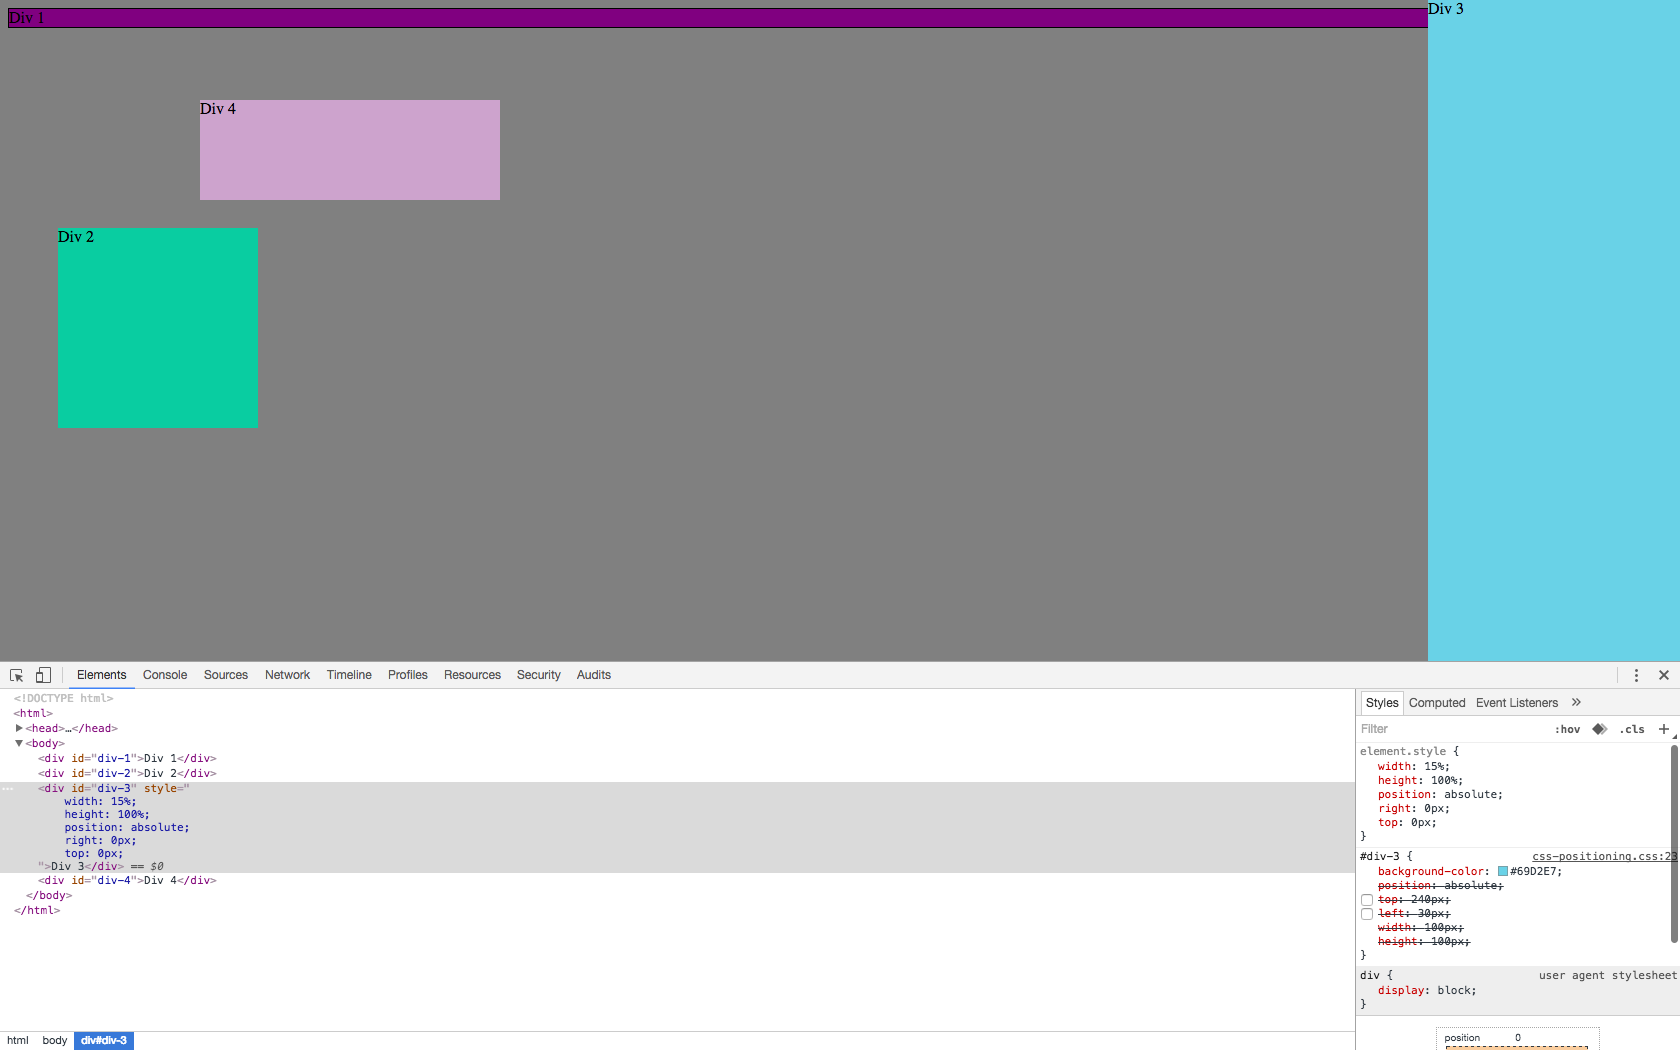 Div 1
Div 3
Div 4
Div 2
Elements Console Sources Network Timeline Profiles Resources Security Audits
<!DOCTYPE html>
<html>
<head>…</head>
<body>
<div id="div-1">Div 1</div>
<div id="div-2">Div 2</div>
<div id="div-3" style="
width: 15%;
height: 100%;
position: absolute;
right: 0px;
top: 0px;
">Div 3</div> == $0
<div id="div-4">Div 4</div>
</body>
</html>
html body div#div-3
Styles Computed Event Listeners »
Filter :hov .cls +
element.style {
width: 15%;
height: 100%;
position: absolute;
right: 0px;
top: 0px;
}
#div-3 { css-positioning.css:23
background-color: #69D2E7;
position: absolute;
top: 240px;
left: 30px;
width: 100px;
height: 100px;
}
div { user agent stylesheet
display: block;
}
position 0